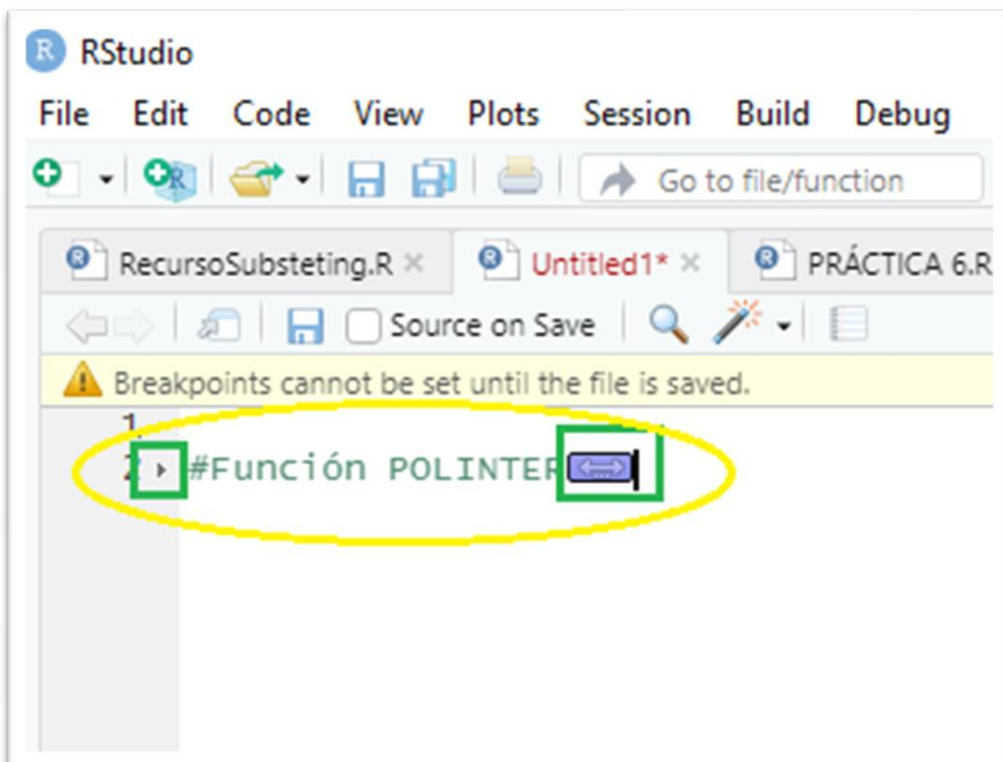 R RStudio
File Edit Code View Plots Session Build Debug
Go to file/function
RecursoSubsteting.R × Untitled1* × PRÁCTICA 6.R
Source on Save
Breakpoints cannot be set until the file is saved.
1
2 #Función POLINTER